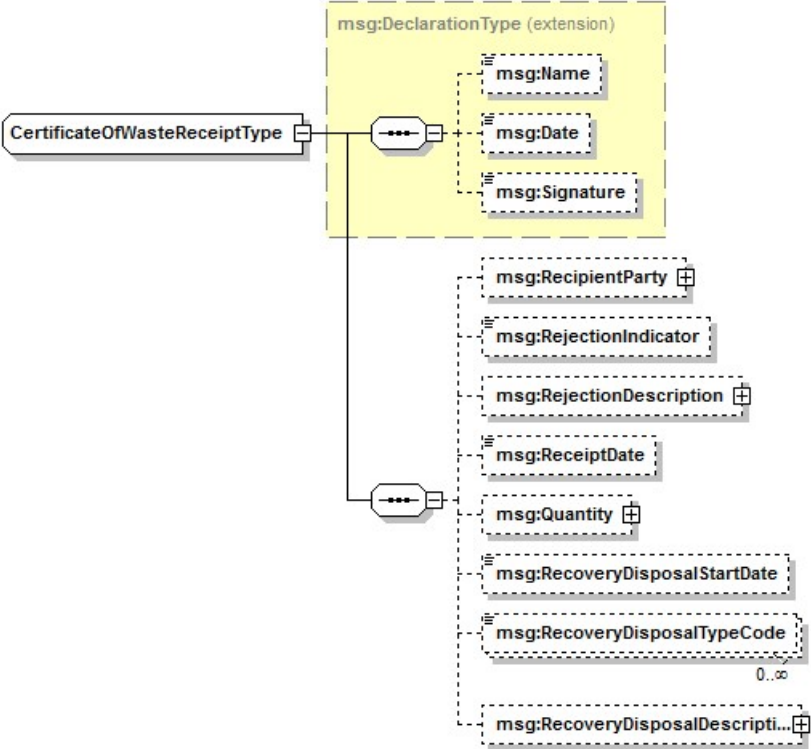 msg:DeclarationType (extension)
msg:Name
CertificateOfWasteReceiptType
msg:Date
msg:Signature
msg:RecipientParty
msg:RejectionIndicator
msg:RejectionDescription
msg:ReceiptDate
msg:Quantity
msg:RecoveryDisposalStartDate
msg:RecoveryDisposalTypeCode
0..∞
msg:RecoveryDisposalDescripti...